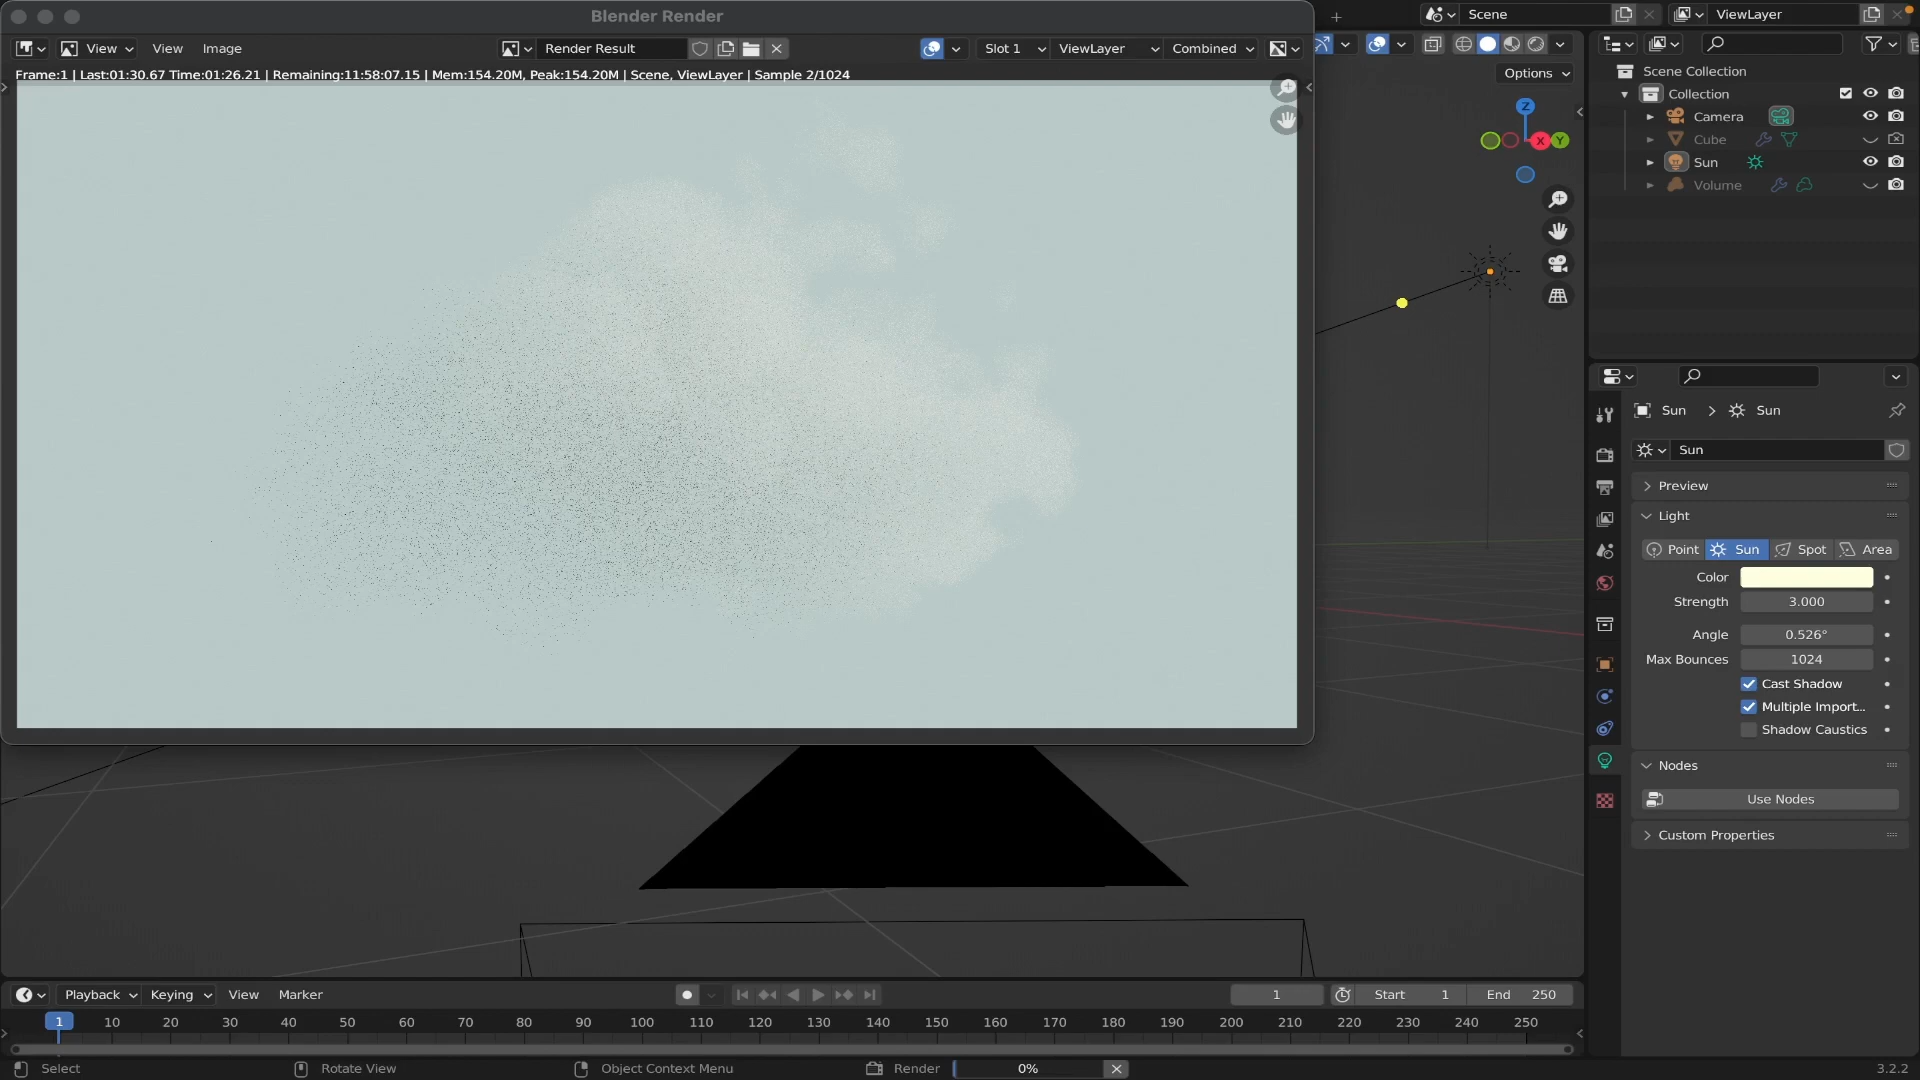 Blender Render
Scene
ViewLayer
View
View
Image
Render Result
Slot 1
ViewLayer
Combined
Frame:1 | Last:01:30.67 Time:01:26.21 | Remaining:11:58:07.15 | Mem:154.20M, Peak:154.20M | Scene, ViewLayer | Sample 2/1024
Options
Z
X
Y
Scene Collection
Collection
Camera
Cube
Sun
Volume
Sun > Sun
Sun
Preview
Light
Point
Sun
Spot
Area
Color
Strength 3.000
Angle 0.526°
Max Bounces 1024
Cast Shadow
Multiple Import...
Shadow Caustics
Nodes
Use Nodes
Custom Properties
Playback
Keying
View
Marker
1
Start 1
End 250
1 10 20 30 40 50 60 70 80 90 100 110 120 130 140 150 160 170 180 190 200 210 220 230 240 250
Select
Rotate View
Object Context Menu
Render
0%
3.2.2